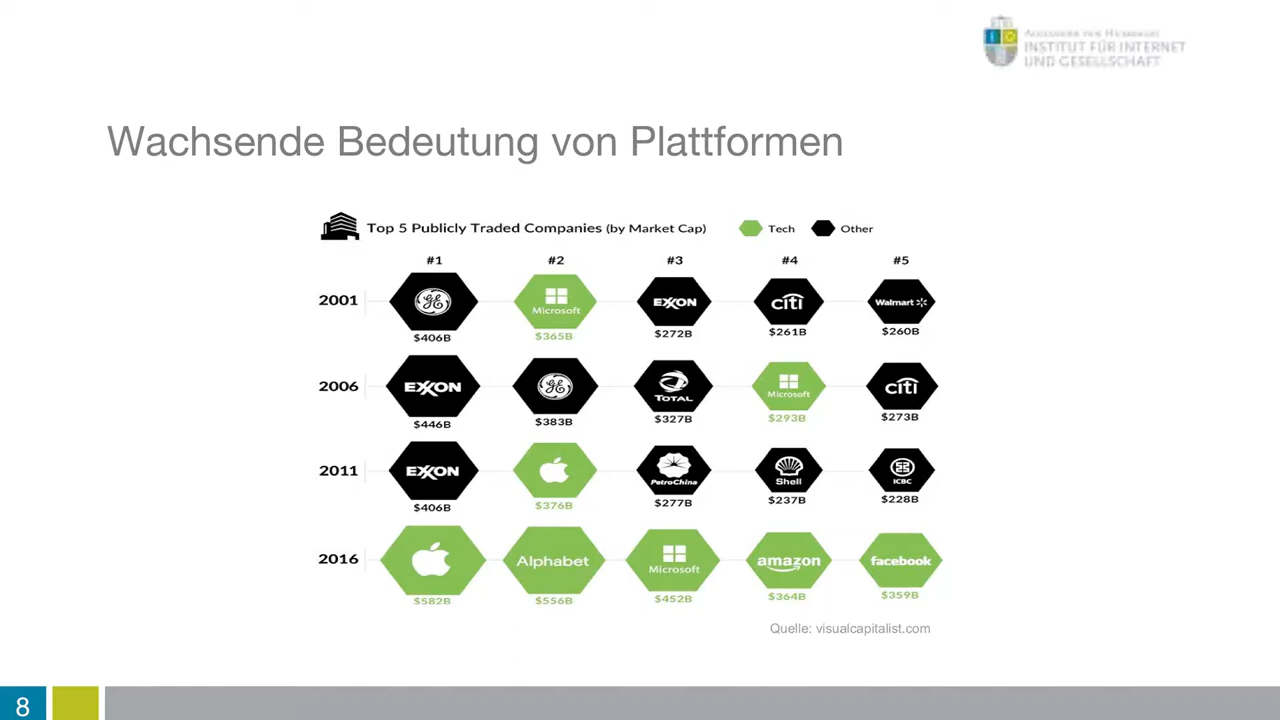 ALEXANDER VON HUMBOLDT
INSTITUT FÜR INTERNET
UND GESELLSCHAFT
Wachsende Bedeutung von Plattformen
Top 5 Publicly Traded Companies (by Market Cap) Tech Other
#1 #2 #3 #4 #5
2001 GE Microsoft EXXON citi Walmart
$406B $365B $272B $261B $260B
2006 EXXON GE TOTAL Microsoft citi
$446B $383B $327B $293B $273B
2011 EXXON PetroChina Shell ICBC
$406B $376B $277B $237B $228B
2016 Alphabet Microsoft amazon facebook
$582B $556B $452B $364B $359B
Quelle: visualcapitalist.com
8